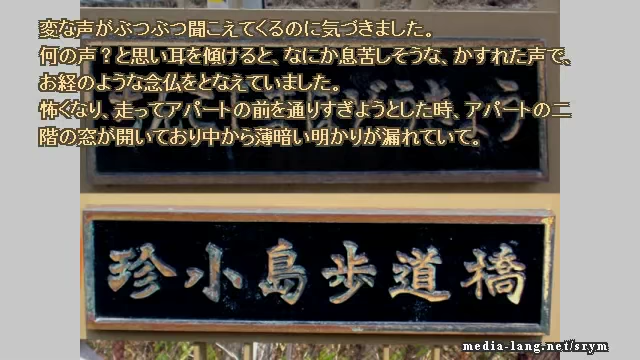 変な声がぶつぶつ聞こえてくるのに気づきました。
何の声？と思い耳を傾けると、なにか息苦しそうな、かすれた声で、
お経のような念仏をとなえていました。
怖くなり、走ってアパートの前を通りすぎようとした時、アパートの二
階の窓が開いており中から薄暗い明かりが漏れていて。
珍小島歩道橋
media-lang.net/srym